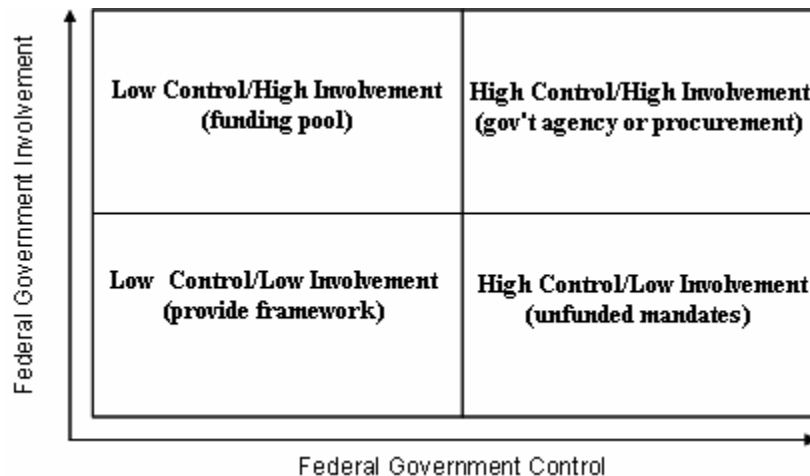 Federal Government Involvement
Low Control/High Involvement
(funding pool)
High Control/High Involvement
(gov't agency or procurement)
Low Control/Low Involvement
(provide framework)
High Control/Low Involvement
(unfunded mandates)
Federal Government Control